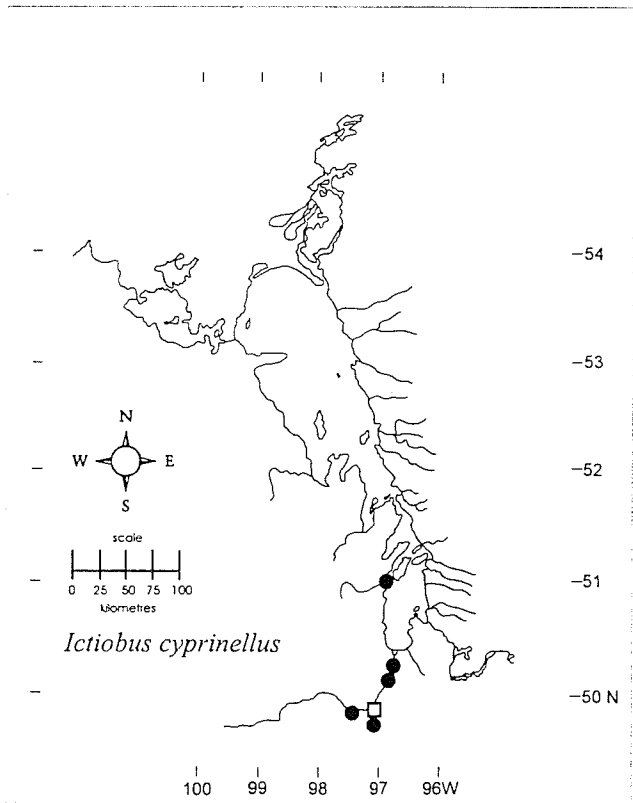 54
53
N
W E
52
S
scale
0 25 50 75 100
kilometres
51
Ictiobus cyprinellus
50 N
100 99 98 97 96W